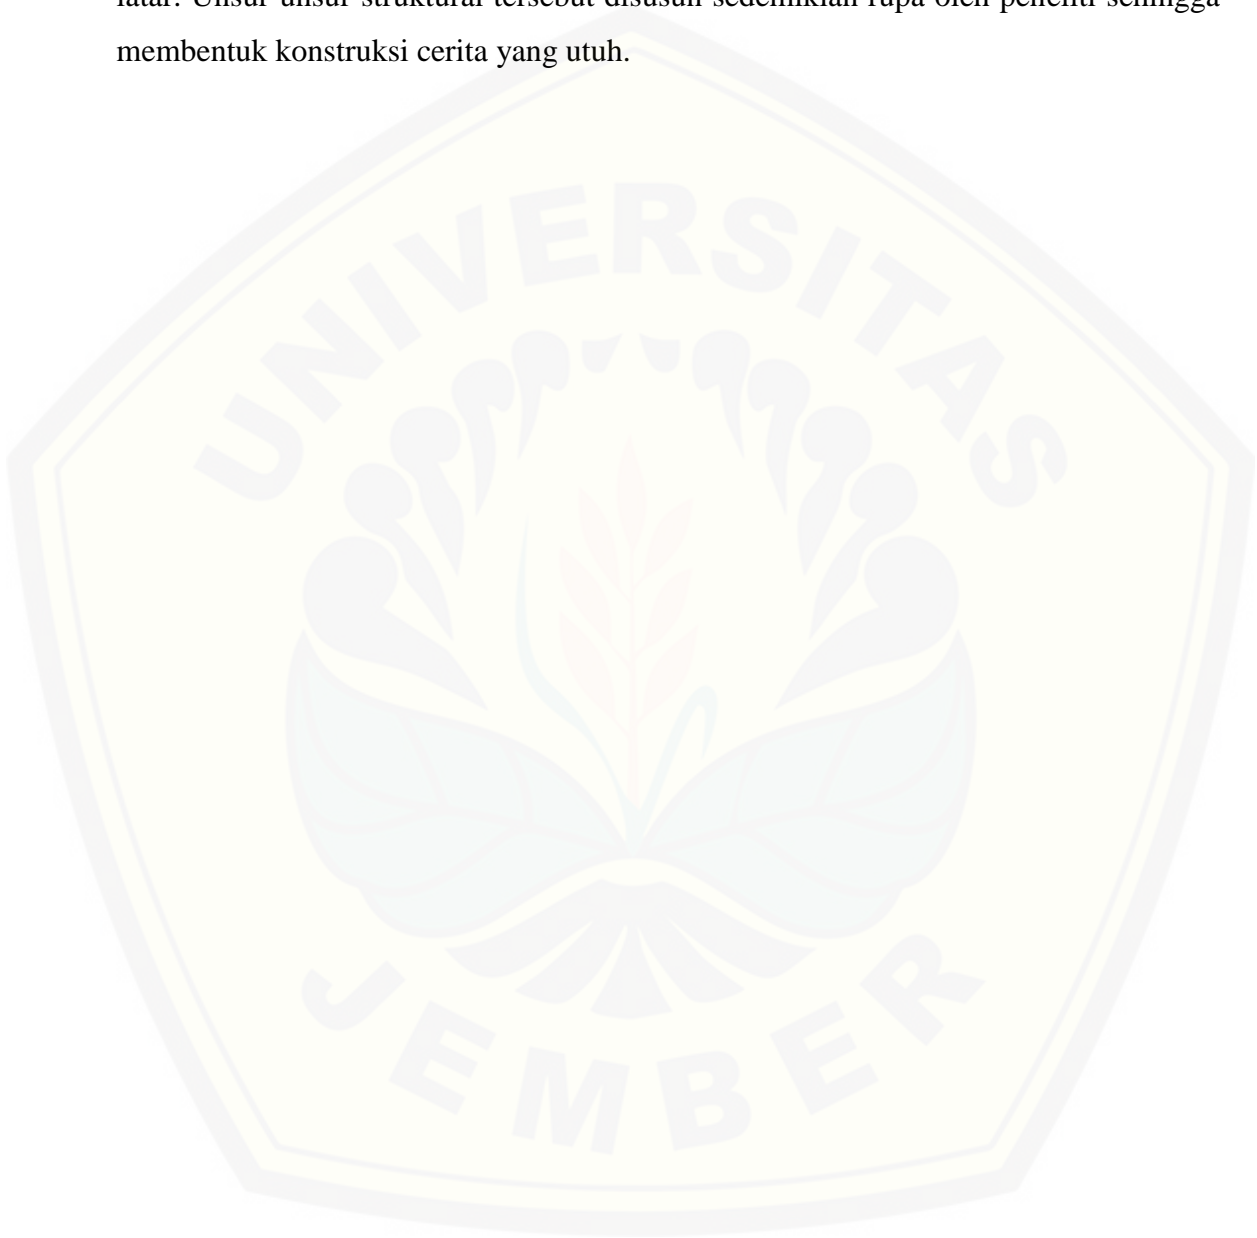 latar. Unsur-unsur struktural tersebut disusun sedemikian rupa oleh peneliti sehingga
membentuk konstruksi cerita yang utuh.
UNIVERSITAS
JEMBER